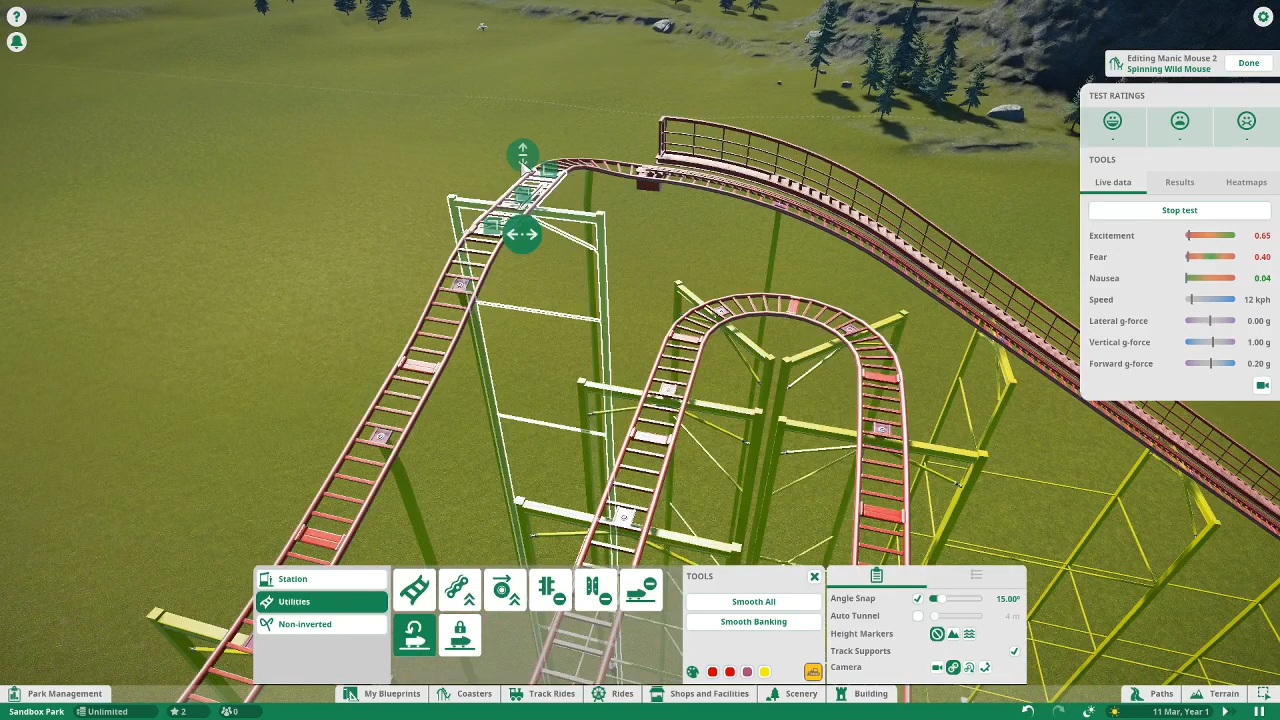 ?
Editing Manic Mouse 2
Spinning Wild Mouse
Done
TEST RATINGS
- - -
TOOLS
Live data Results Heatmaps
Stop test
Excitement 0.65
Fear 0.40
Nausea 0.04
Speed 12 kph
Lateral g-force 0.00 g
Vertical g-force 1.00 g
Forward g-force 0.20 g
Station
Utilities
Non-inverted
TOOLS
Smooth All
Smooth Banking
Angle Snap 15.00°
Auto Tunnel 4 m
Height Markers
Track Supports
Camera
Park Management My Blueprints Coasters Track Rides Rides Shops and Facilities Scenery Building Paths Terrain
Sandbox Park Unlimited 2 0 11 Mar, Year 1